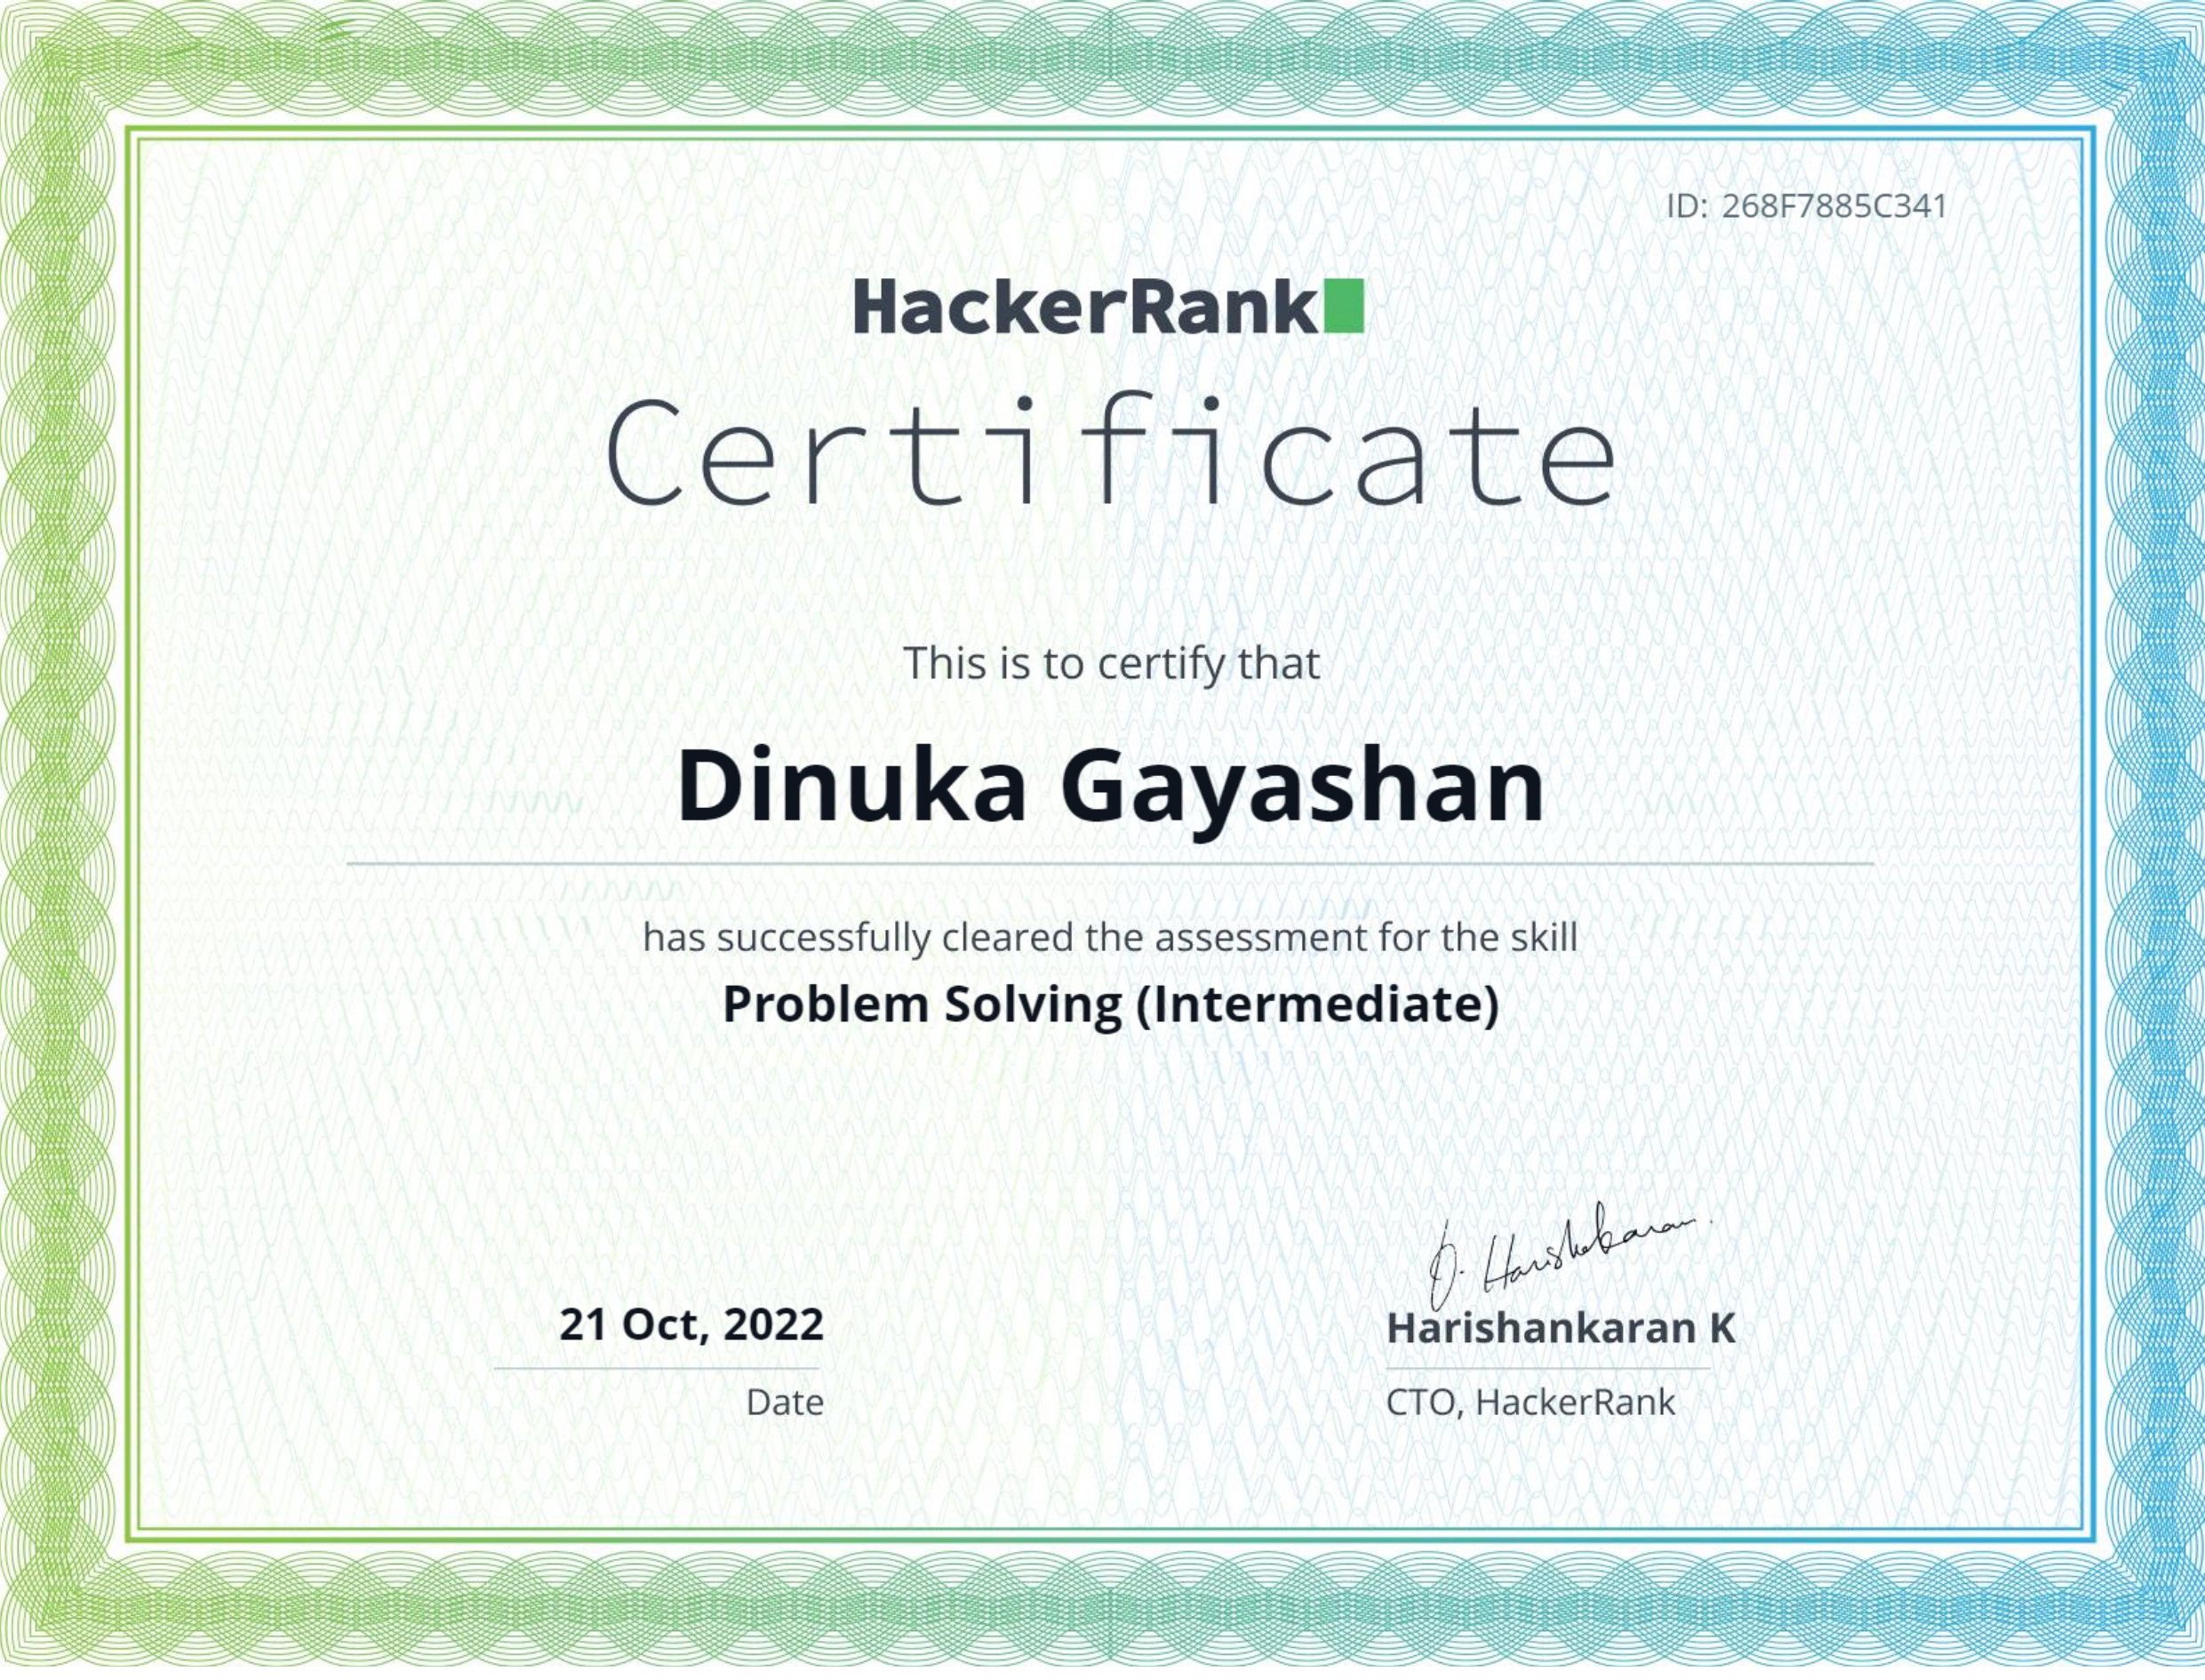 ID: 268F7885C341
HackerRank
Certificate
This is to certify that
Dinuka Gayashan
has successfully cleared the assessment for the skill
Problem Solving (Intermediate)
21 Oct, 2022
Date
D. Harishankaran
Harishankaran K
CTO, HackerRank